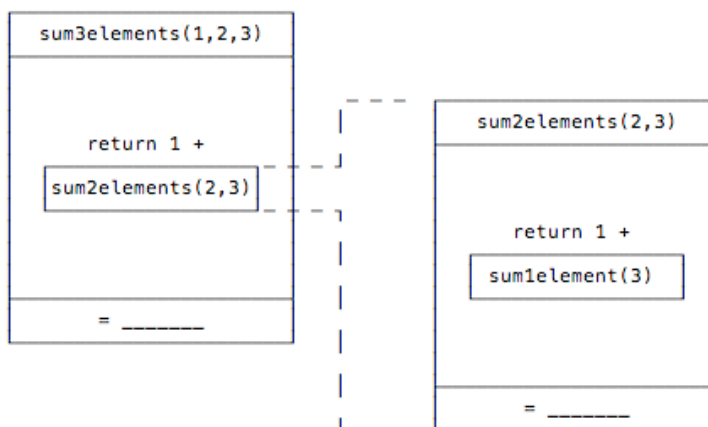 sum3elements(1,2,3)
return 1 +
sum2elements(2,3)
= _______
sum2elements(2,3)
return 1 +
sum1element(3)
= _______